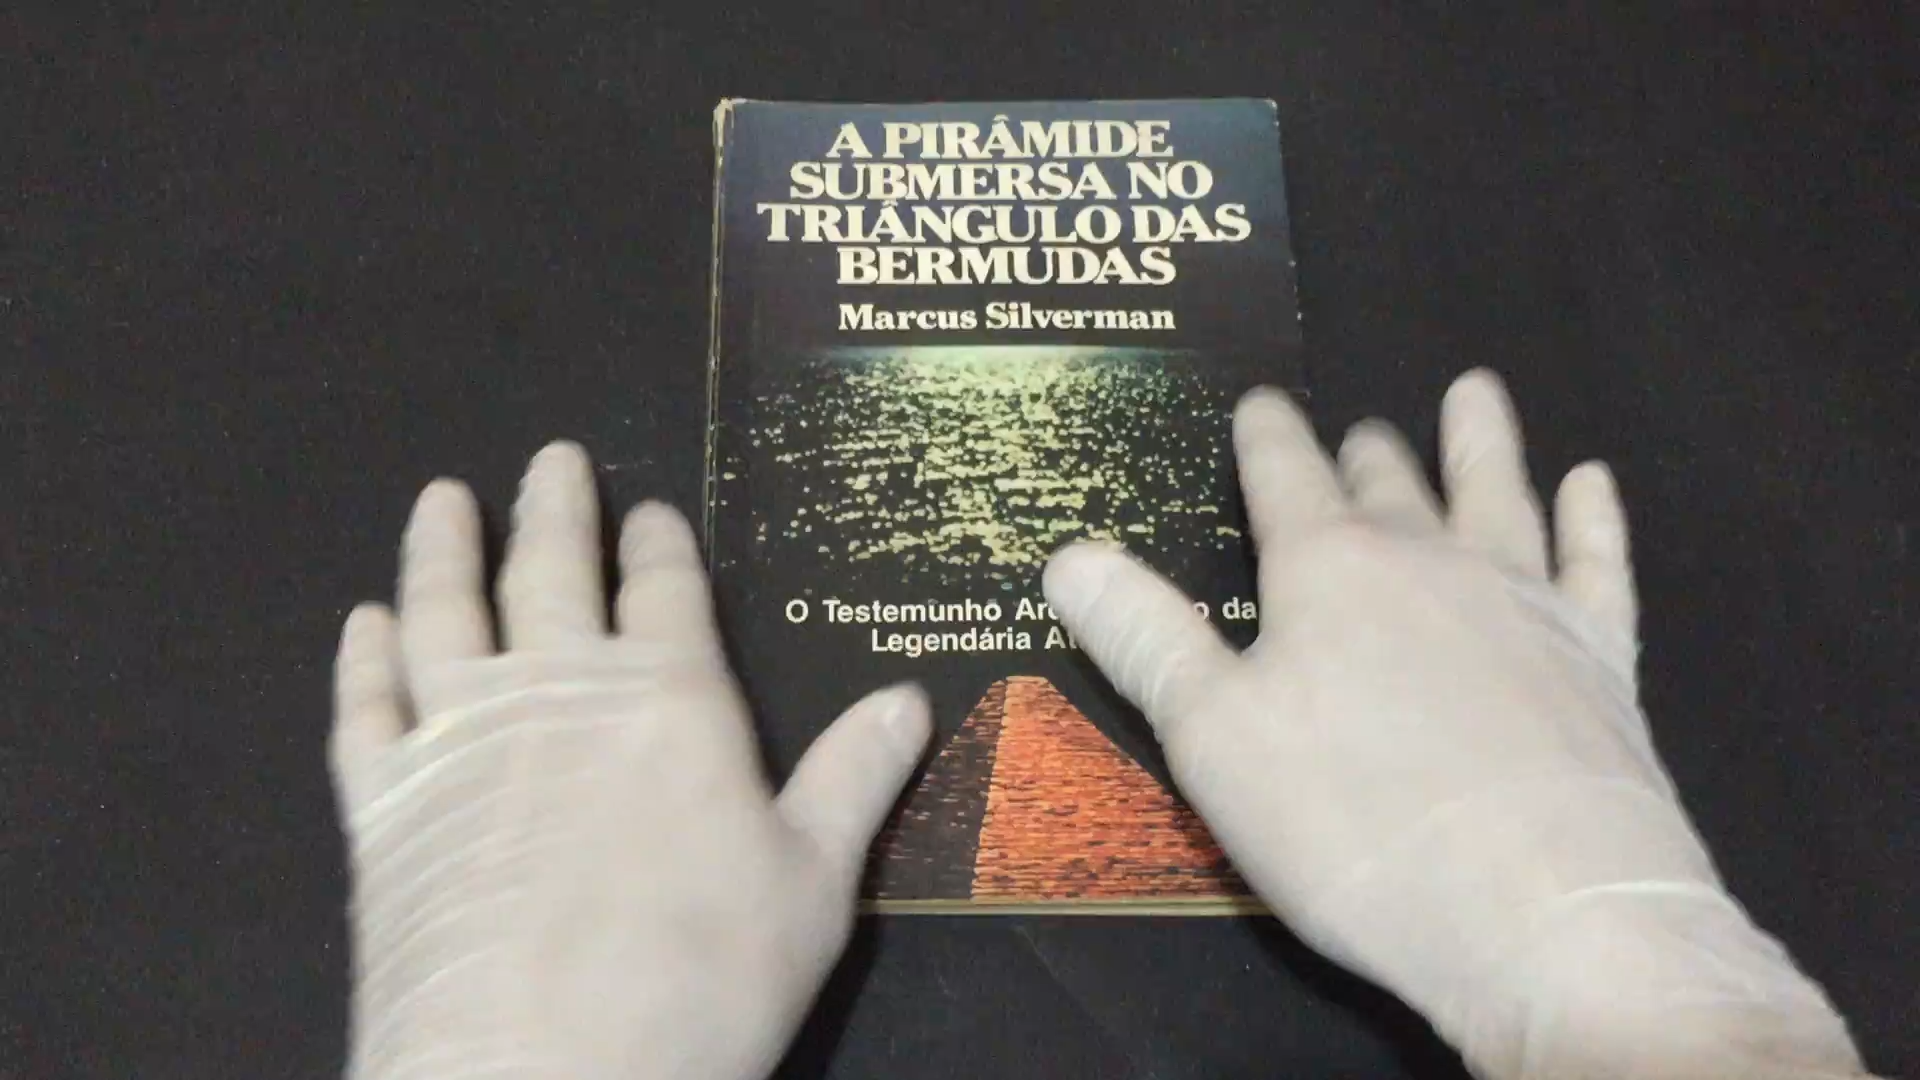 A PIRÂMIDE
SUBMERSA NO
TRIÂNGULO DAS
BERMUDAS
Marcus Silverman
O Testemunho da
Legendária